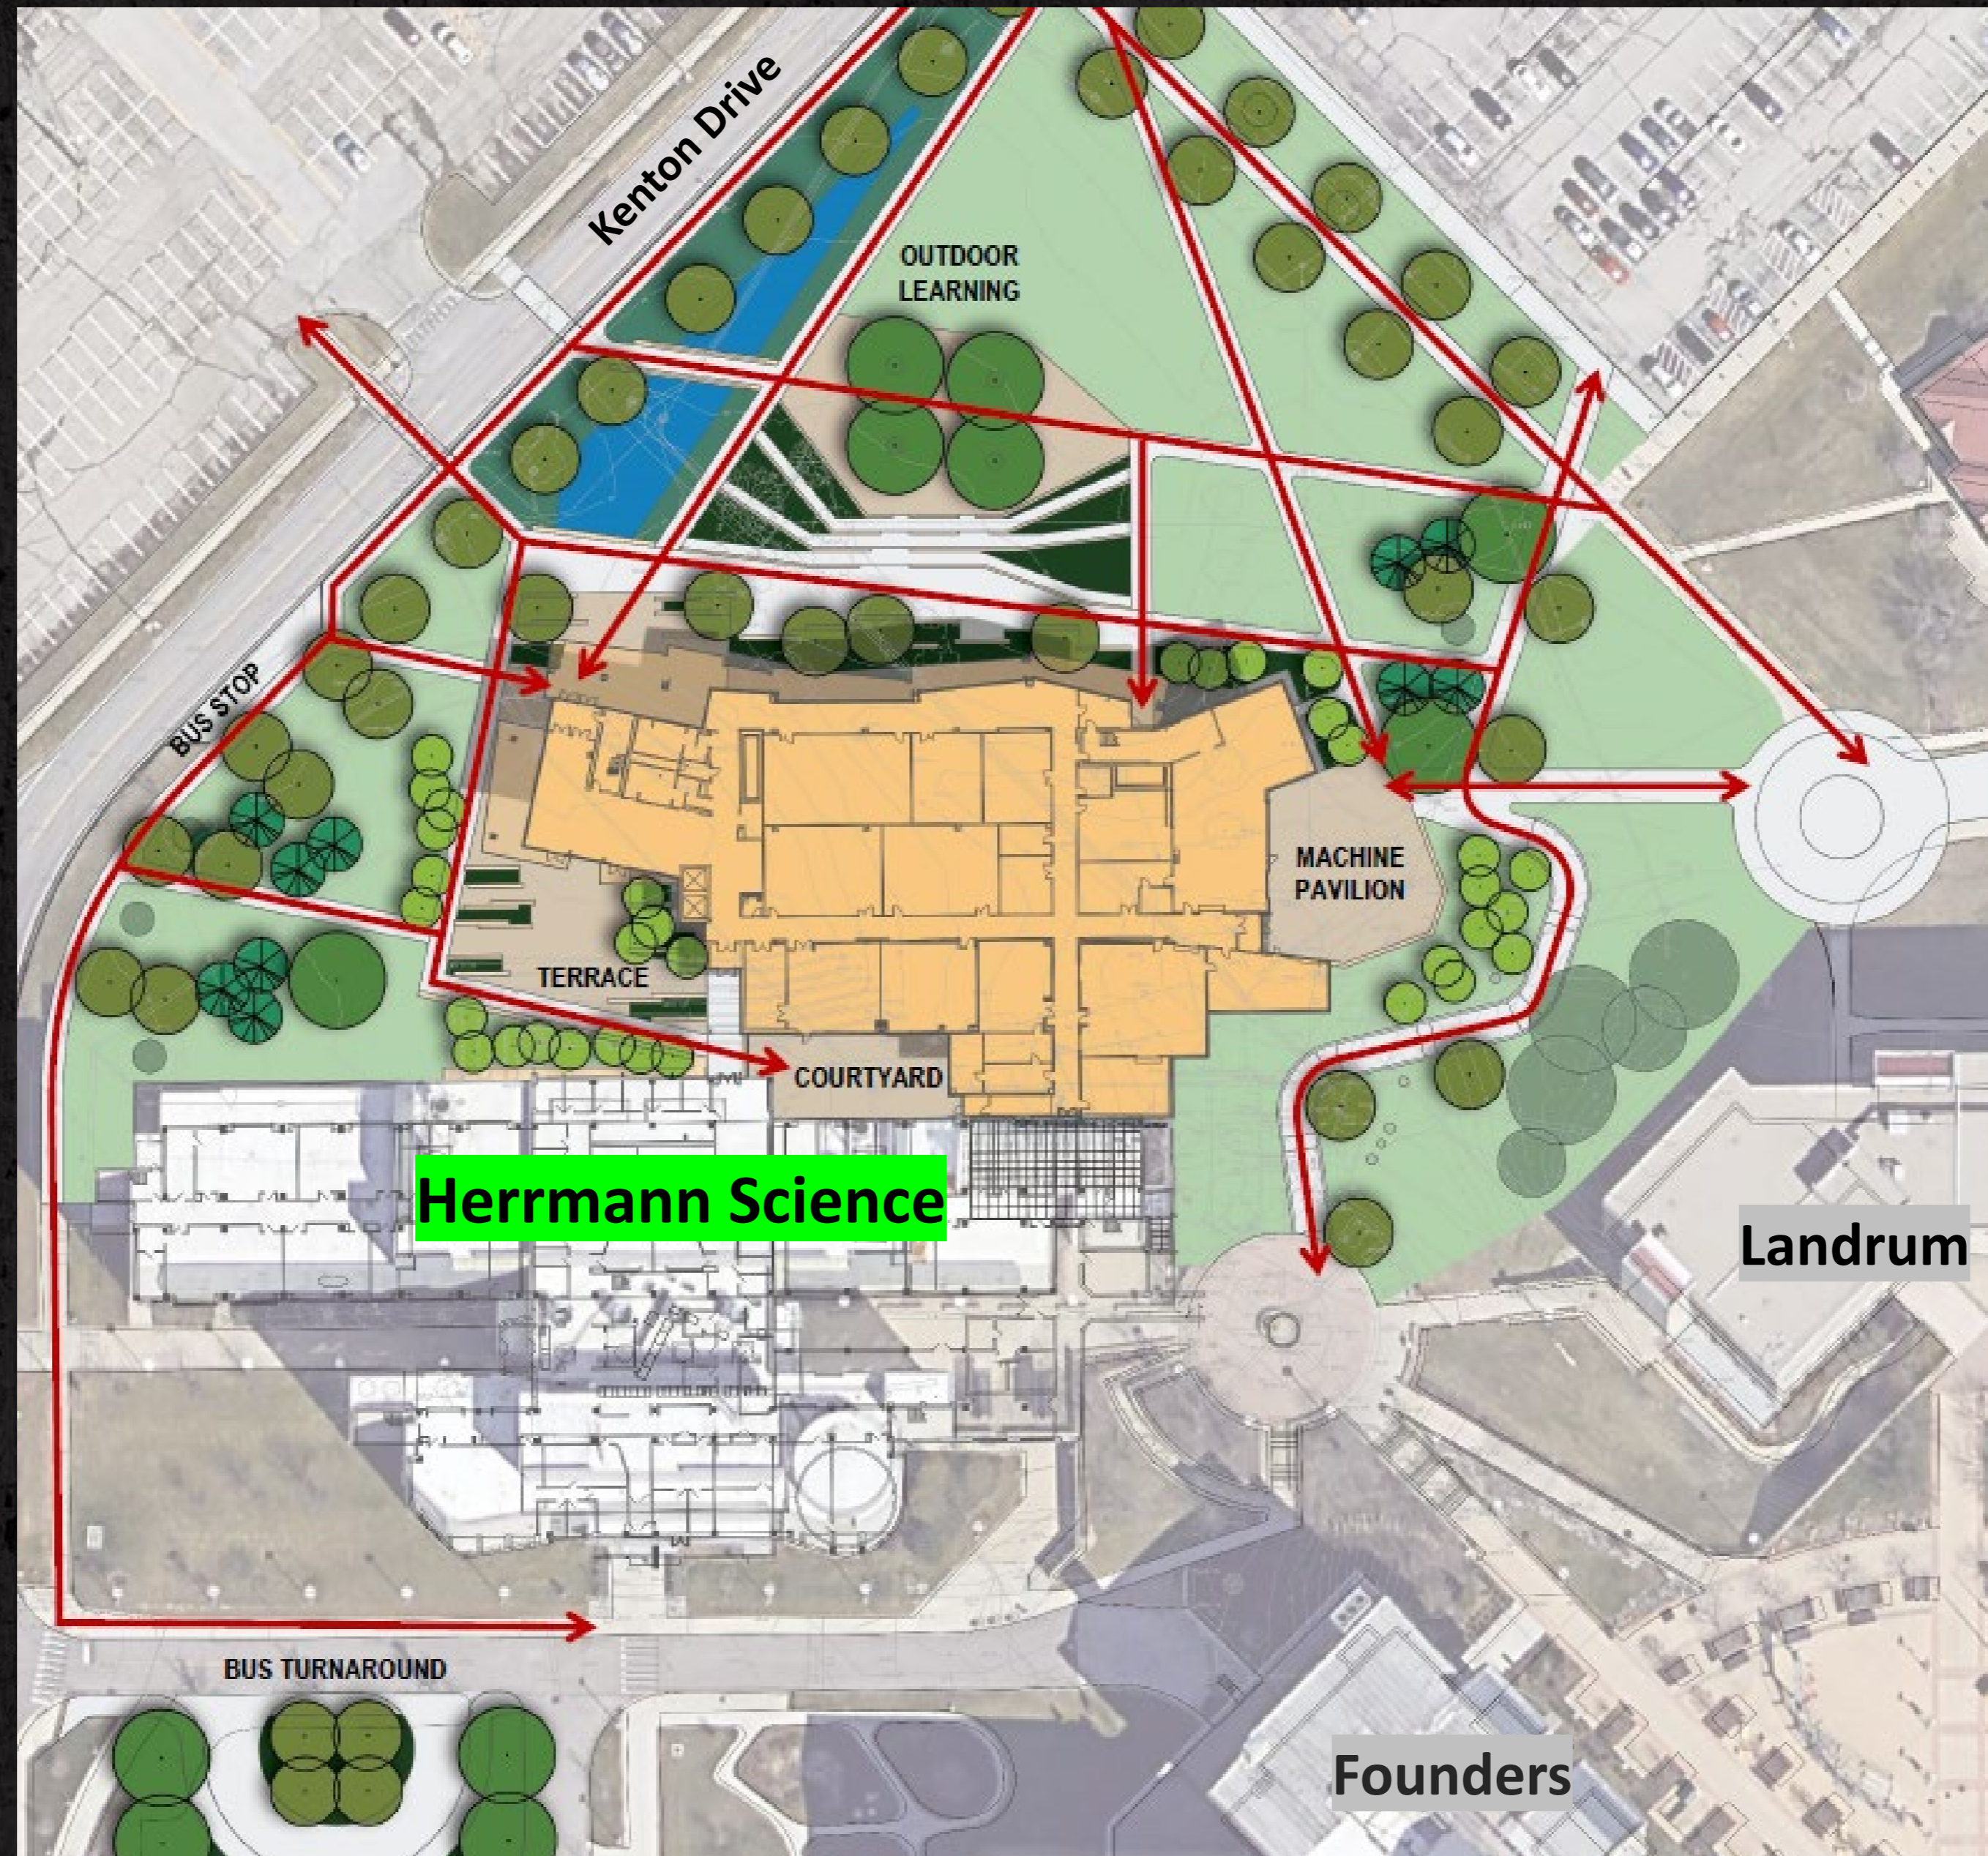 Kenton Drive
OUTDOOR
LEARNING
BUS STOP
MACHINE
PAVILION
TERRACE
COURTYARD
Herrmann Science
Landrum
BUS TURNAROUND
Founders